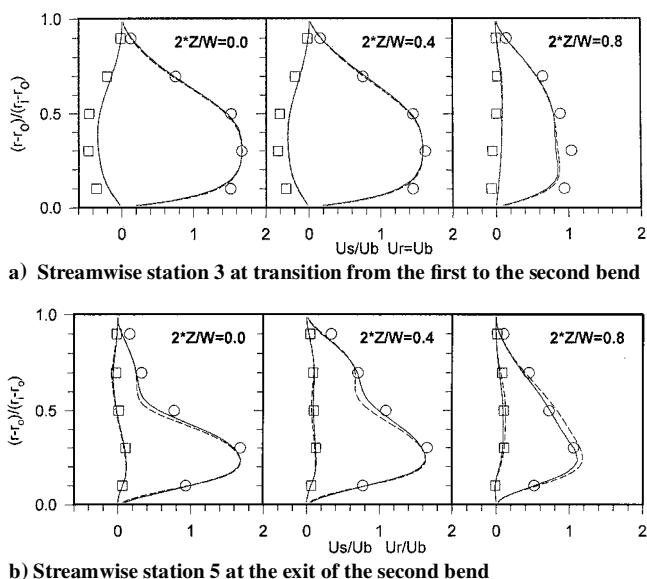 1.0
0.5
0.0
(r-r₀)/(rᵢ-r₀)
2*Z/W=0.0 2*Z/W=0.4 2*Z/W=0.8
0 1 2 0 1 2 0 1 2
Us/Ub Ur=Ub
a) Streamwise station 3 at transition from the first to the second bend
1.0
0.5
0.0
(r-r₀)/(rᵢ-r₀)
2*Z/W=0.0 2*Z/W=0.4 2*Z/W=0.8
0 1 2 0 1 2 0 1 2
Us/Ub Ur/Ub
b) Streamwise station 5 at the exit of the second bend